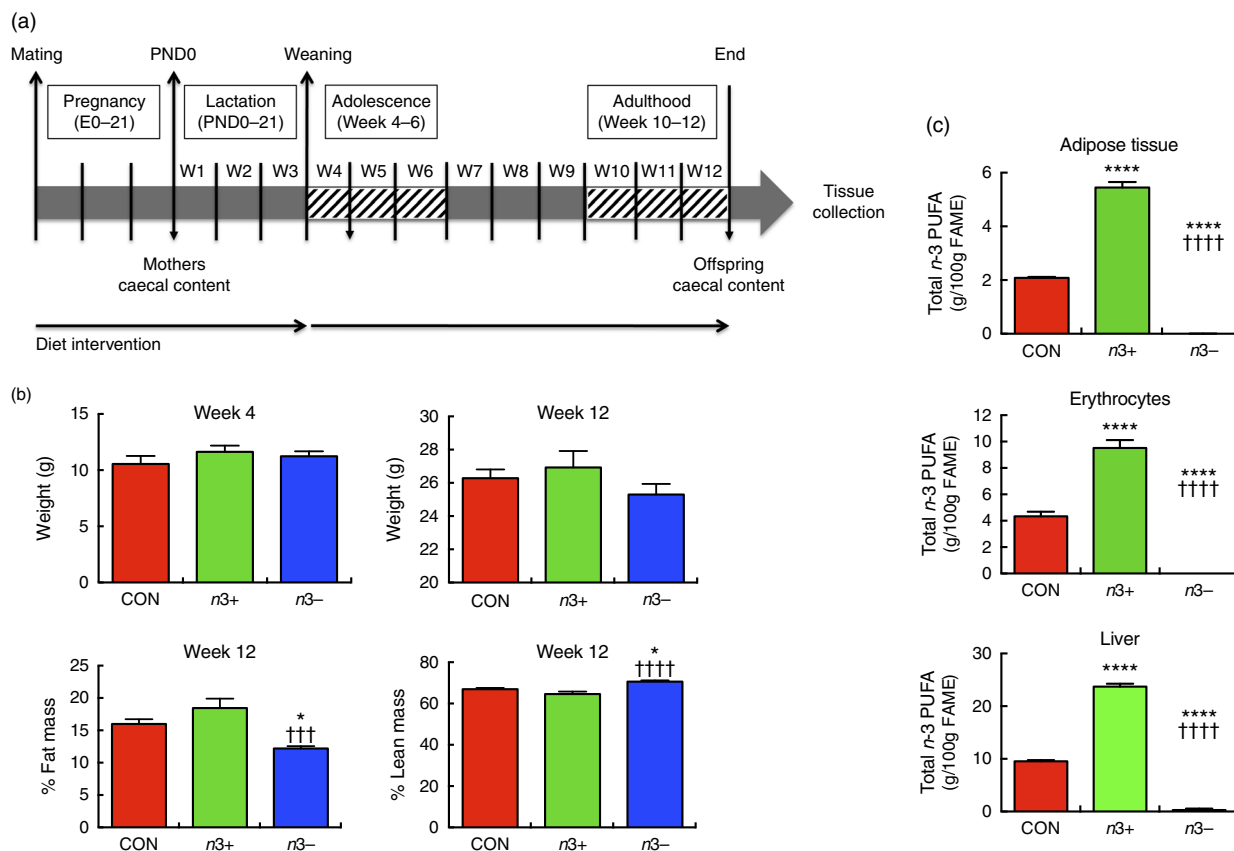 (a)
Mating
PND0
Weaning
End
Pregnancy
(E0–21)
Lactation
(PND0–21)
Adolescence
(Week 4–6)
Adulthood
(Week 10–12)
W1 W2 W3 W4 W5 W6 W7 W8 W9 W10 W11 W12
Tissue
collection
Mothers
caecal content
Offspring
caecal content
Diet intervention
(b)
Week 4
Weight (g)
15
10
5
0
CON n3+ n3–
Week 12
Weight (g)
30
28
26
24
22
20
CON n3+ n3–
Week 12
% Fat mass
25
20
15
10
5
0
*
†††
CON n3+ n3–
Week 12
% Lean mass
80
60
40
20
0
*
††††
CON n3+ n3–
(c)
Adipose tissue
Total n-3 PUFA
(g/100g FAME)
6
4
2
0
****
****
††††
CON n3+ n3–
Erythrocytes
Total n-3 PUFA
(g/100g FAME)
12
10
8
6
4
2
0
****
****
††††
CON n3+ n3–
Liver
Total n-3 PUFA
(g/100g FAME)
30
20
10
0
****
****
††††
CON n3+ n3–